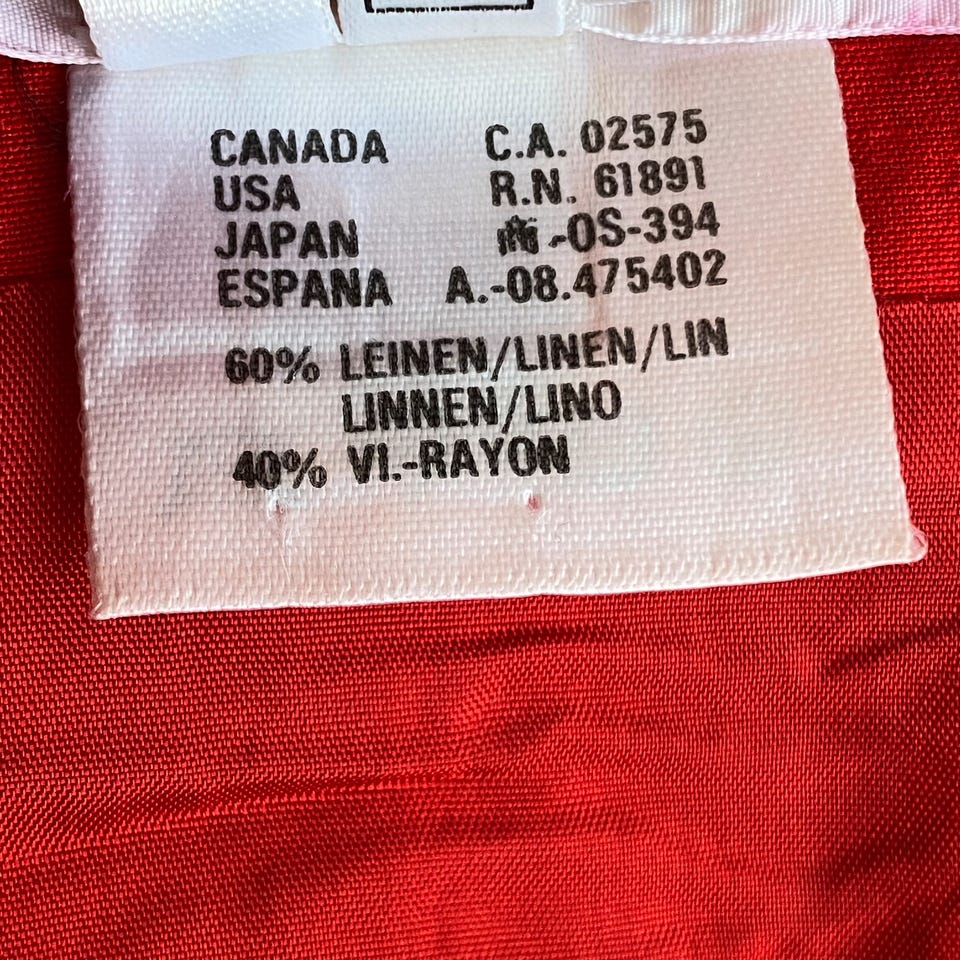 CANADA C.A. 02575
USA R.N. 61891
JAPAN -OS-394
ESPANA A.-08.475402
60% LEINEN/LINEN/LIN
LINNEN/LINO
40% VI.-RAYON